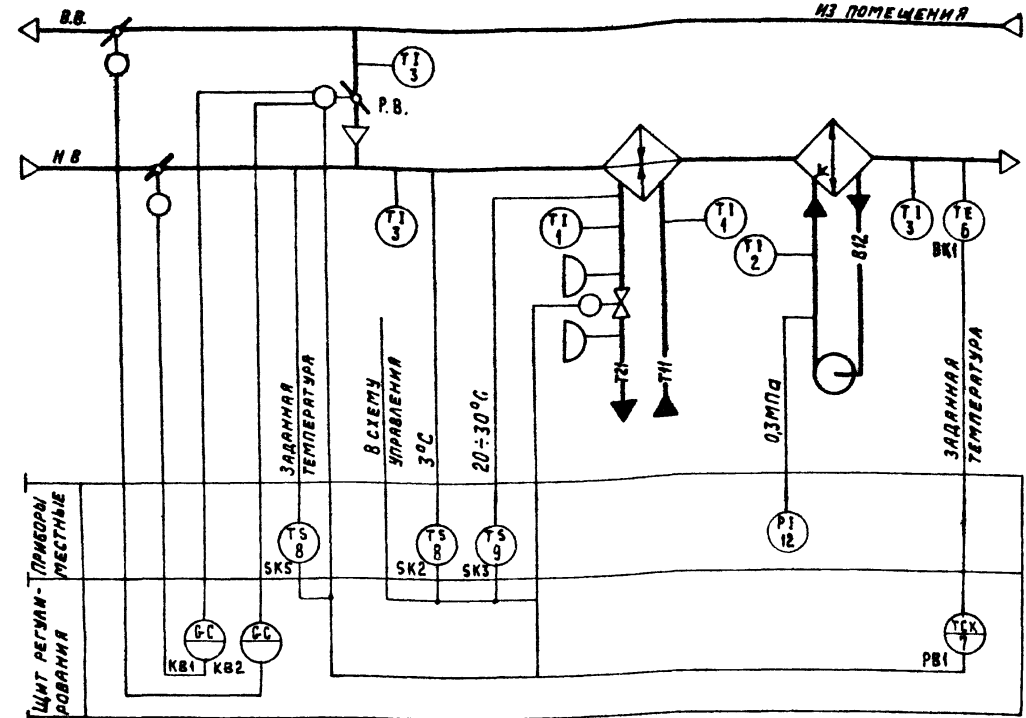 В.В.
ИЗ ПОМЕЩЕНИЯ
TI
3
Р.В.
НВ
TI
3
TI
1
TI
1
TI
2
TI
3
TE
6
ВК1
В12
Т21
Т11
ЗАДАННАЯ
ТЕМПЕРАТУРА
В СХЕМУ
УПРАВЛЕНИЯ
3°С
20÷30°С
0,3МПа
ЗАДАННАЯ
ТЕМПЕРАТУРА
ПРИБОРЫ
МЕСТНЫЕ
TS
8
SK5
TS
8
SK2
TS
9
SK3
PI
12
ЩИТ РЕГУЛИ-
РОВАНИЯ
GC
КВ1
GC
КВ2
TCK
7
РВ1